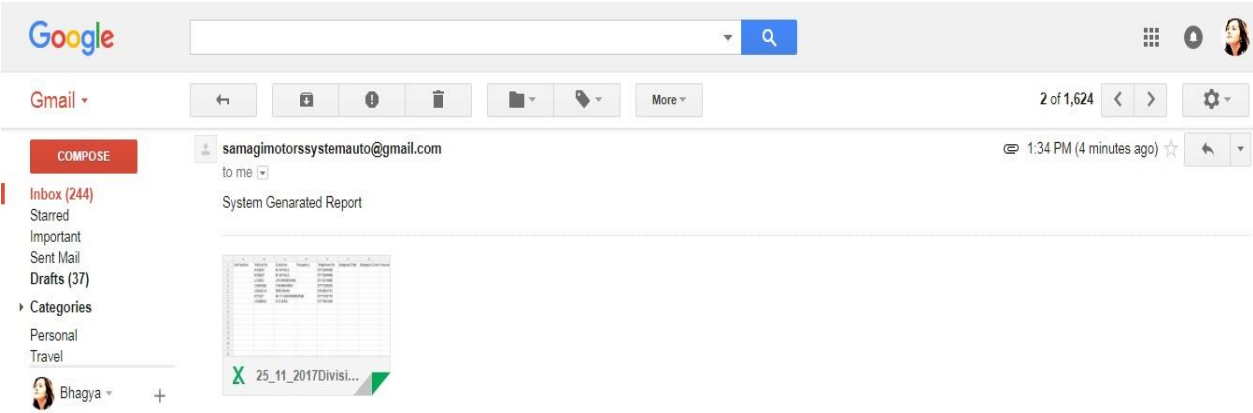 Google
Gmail
More
2 of 1,624
COMPOSE
samagimotorssystemauto@gmail.com
1:34 PM (4 minutes ago)
to me
Inbox (244)
System Genarated Report
Starred
Important
Sent Mail
Drafts (37)
Categories
Personal
Travel
X 25_11_2017Divisi...
Bhagya